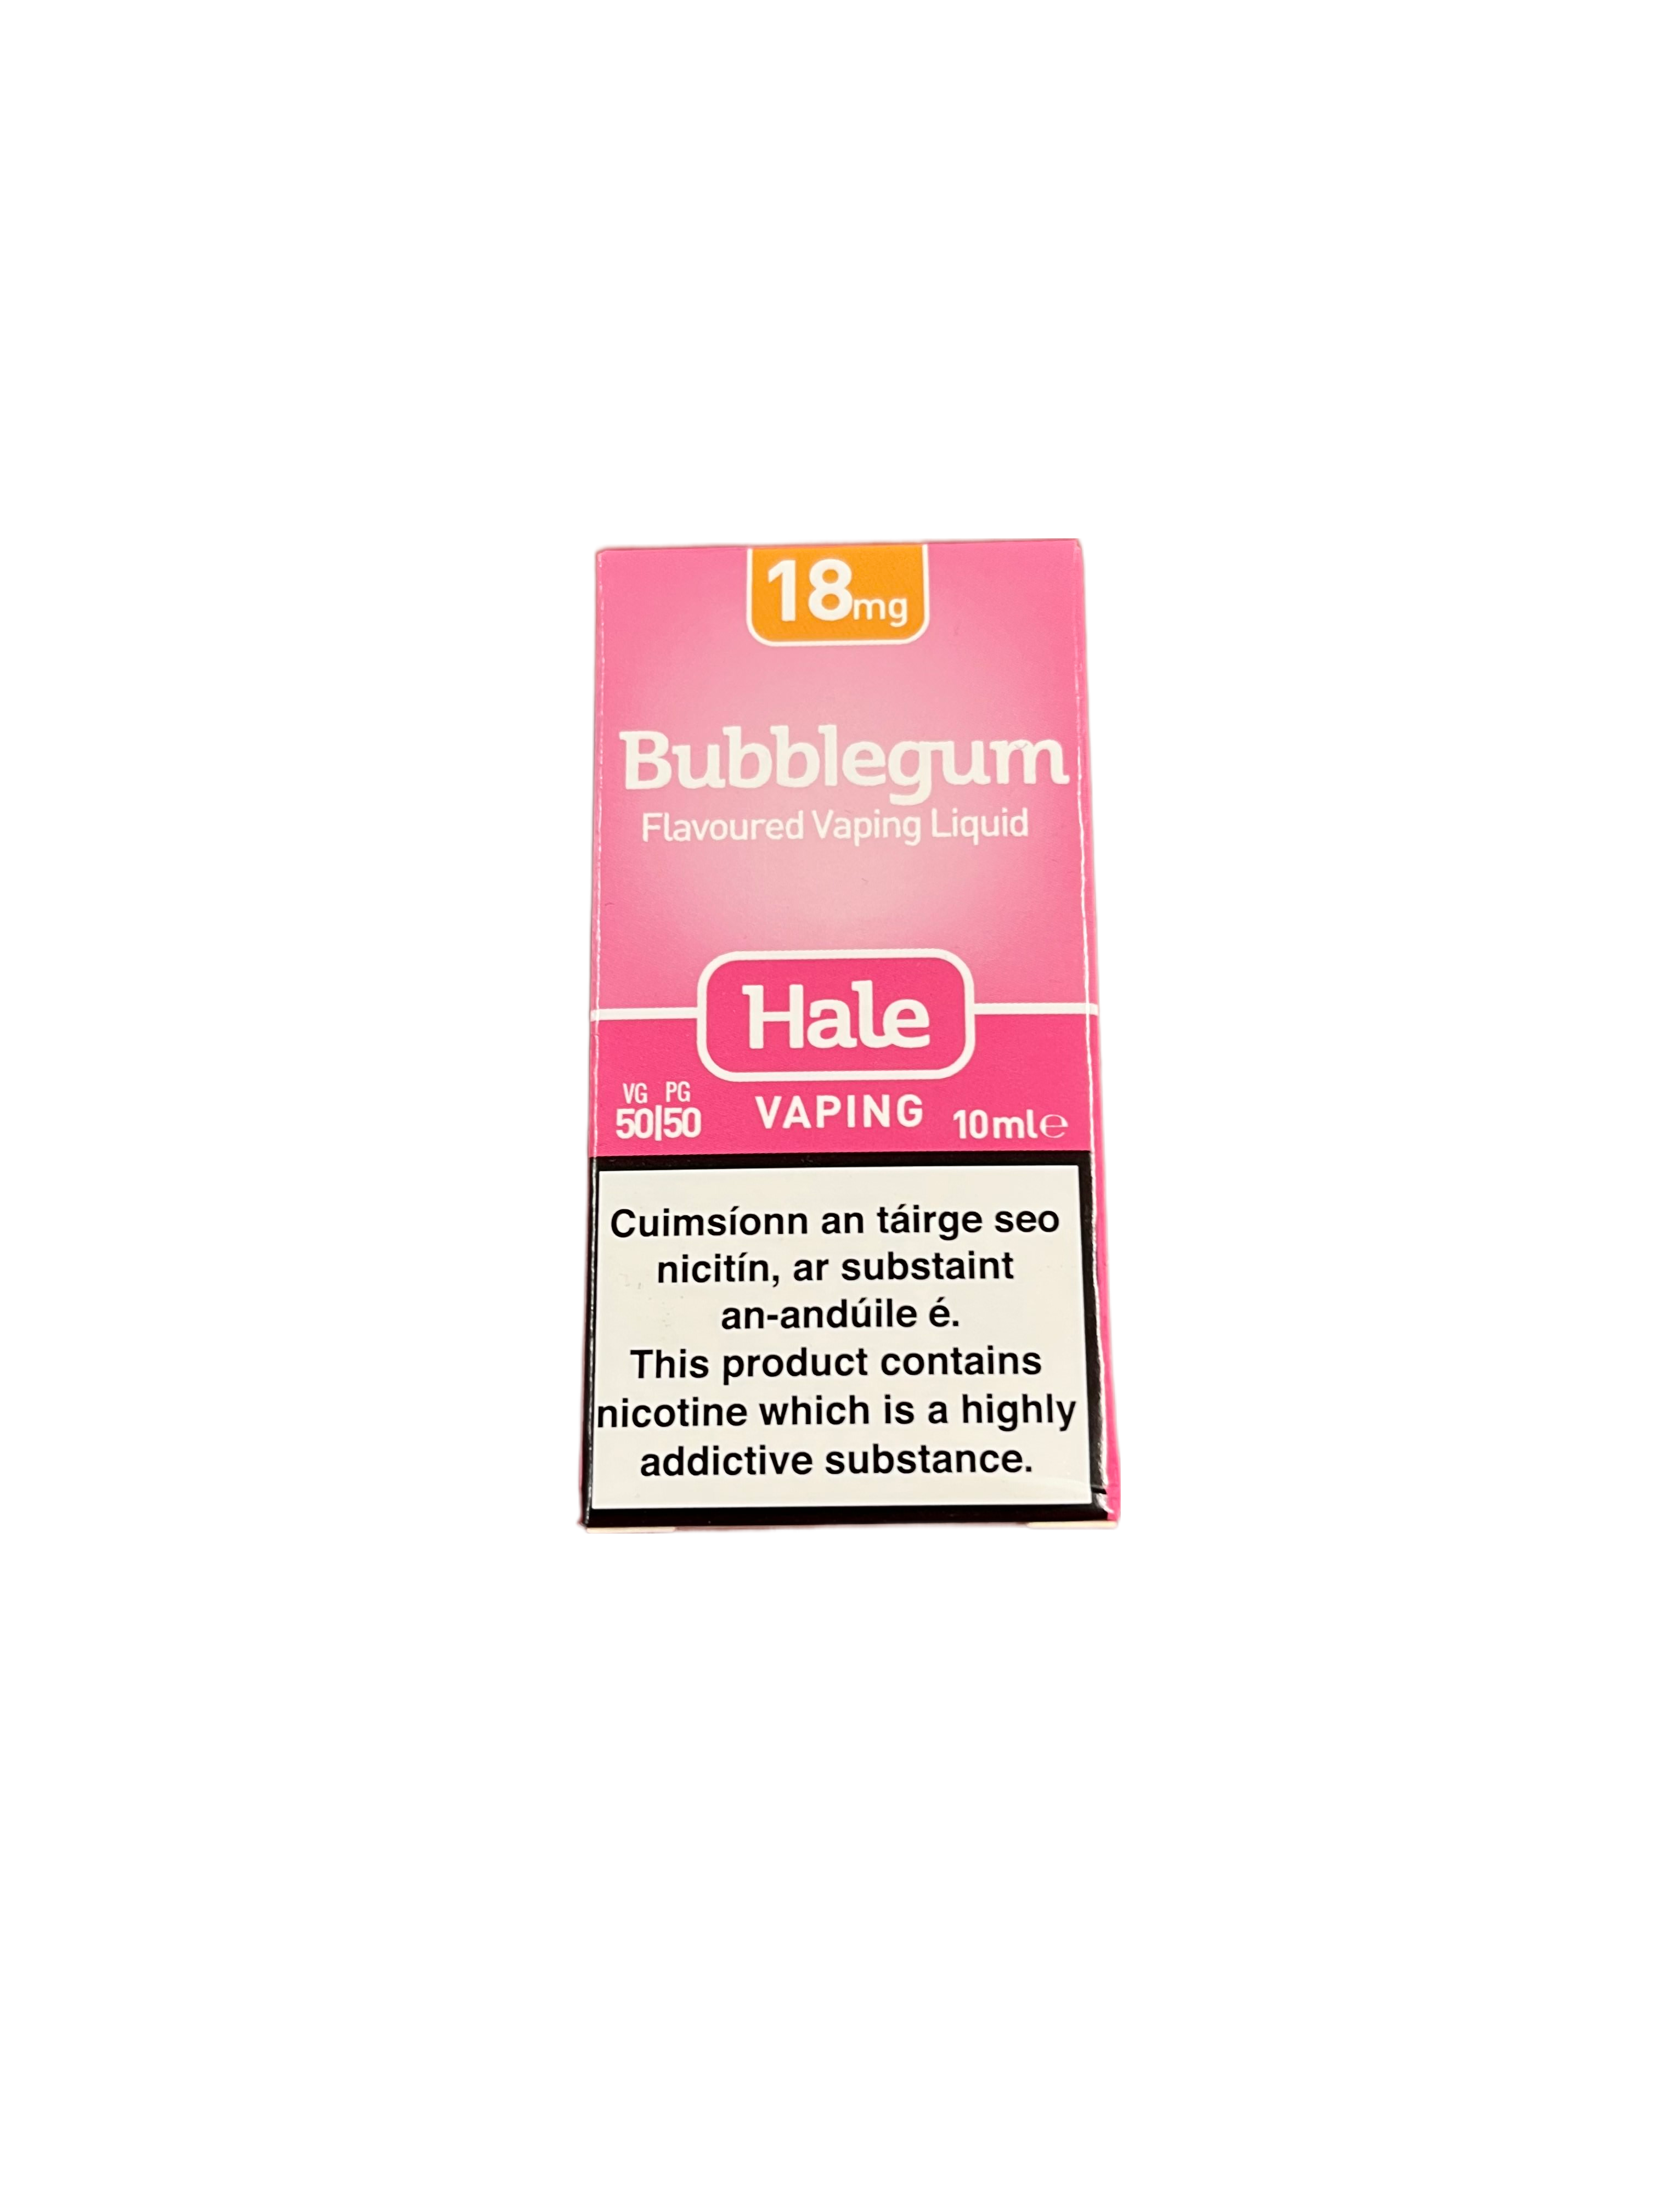 18mg
Bubblegum
Flavoured Vaping Liquid
Hale
VG PG
50|50
VAPING
10ml℮
Cuimsíonn an táirge seo
nicitín, ar substaint
an-andúile é.
This product contains
nicotine which is a highly
addictive substance.